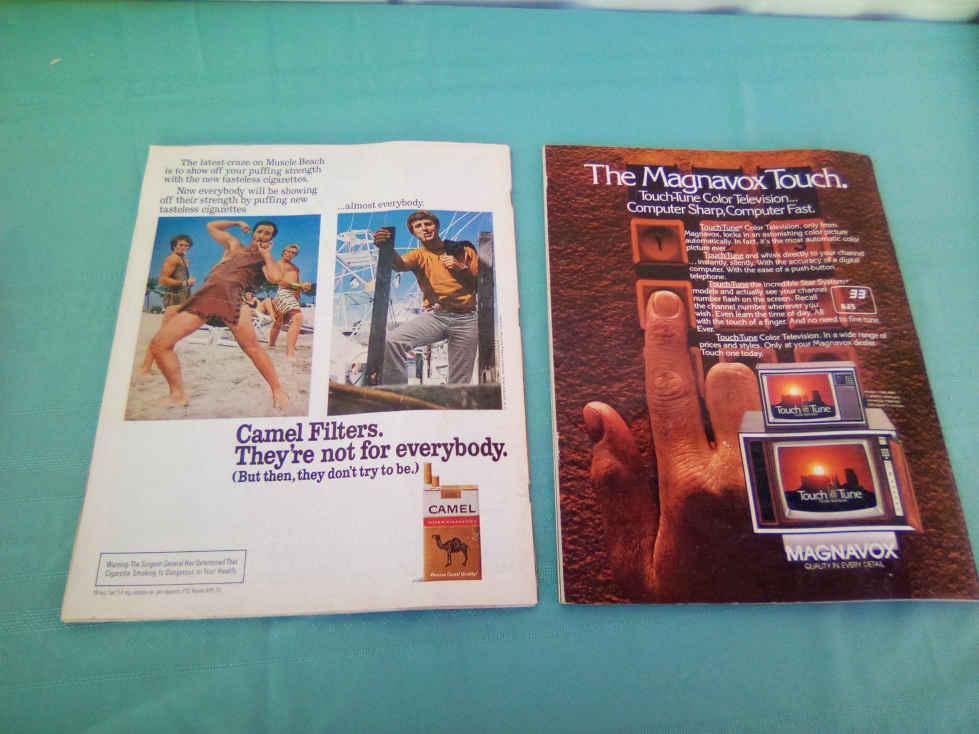 The latest craze on Muscle Beach
is to show off your puffing strength
with the new tasteless cigarettes.
Now everybody will be showing
off their strength by puffing new
tasteless cigarettes
...almost everybody.
Camel Filters.
They're not for everybody.
(But then, they don't try to be.)
CAMEL
FILTER CIGARETTES
Warning: The Surgeon General Has Determined That
Cigarette Smoking Is Dangerous to Your Health.
The Magnavox Touch.
Touch-Tune Color Television...
Computer Sharp, Computer Fast.
Touch-Tune® Color Television, only from
Magnavox, locks in an astonishing color picture
automatically. In fact, it's the most automatic color
picture ever.
Touch-Tune and whisk directly to your channel
...instantly, silently. With the accuracy of a digital
computer. With the ease of a push-button
telephone.
Touch-Tune the incredible Star System®
models and actually see your channel
number flash on the screen. Recall
the channel number whenever you
wish. Even learn the time of day. All
with the touch of a finger. And no need to fine tune.
Ever.
Touch-Tune Color Television. In a wide range of
prices and styles. Only at your Magnavox dealer.
Touch one today.
33
8:25
Touch Tune
Touch Tune
MAGNAVOX
QUALITY IN EVERY DETAIL